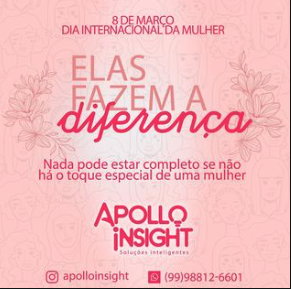 8 DE MARÇO
DIA INTERNACIONAL DA MULHER
ELAS
FAZEM A
diferença
Nada pode estar completo se não
há o toque especial de uma mulher
APOLLO
iNSIGHT
Soluções inteligentes
apolloinsight
(99)98812-6601